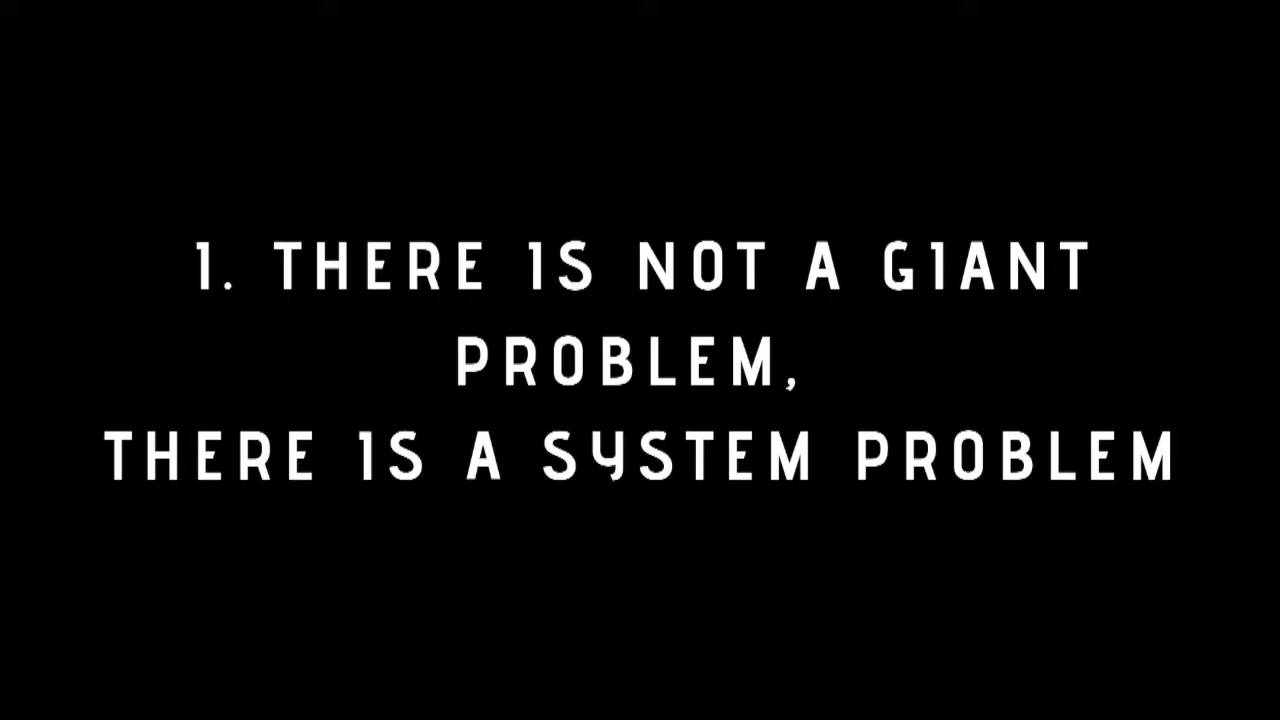 1. THERE IS NOT A GIANT
PROBLEM,
THERE IS A SYSTEM PROBLEM